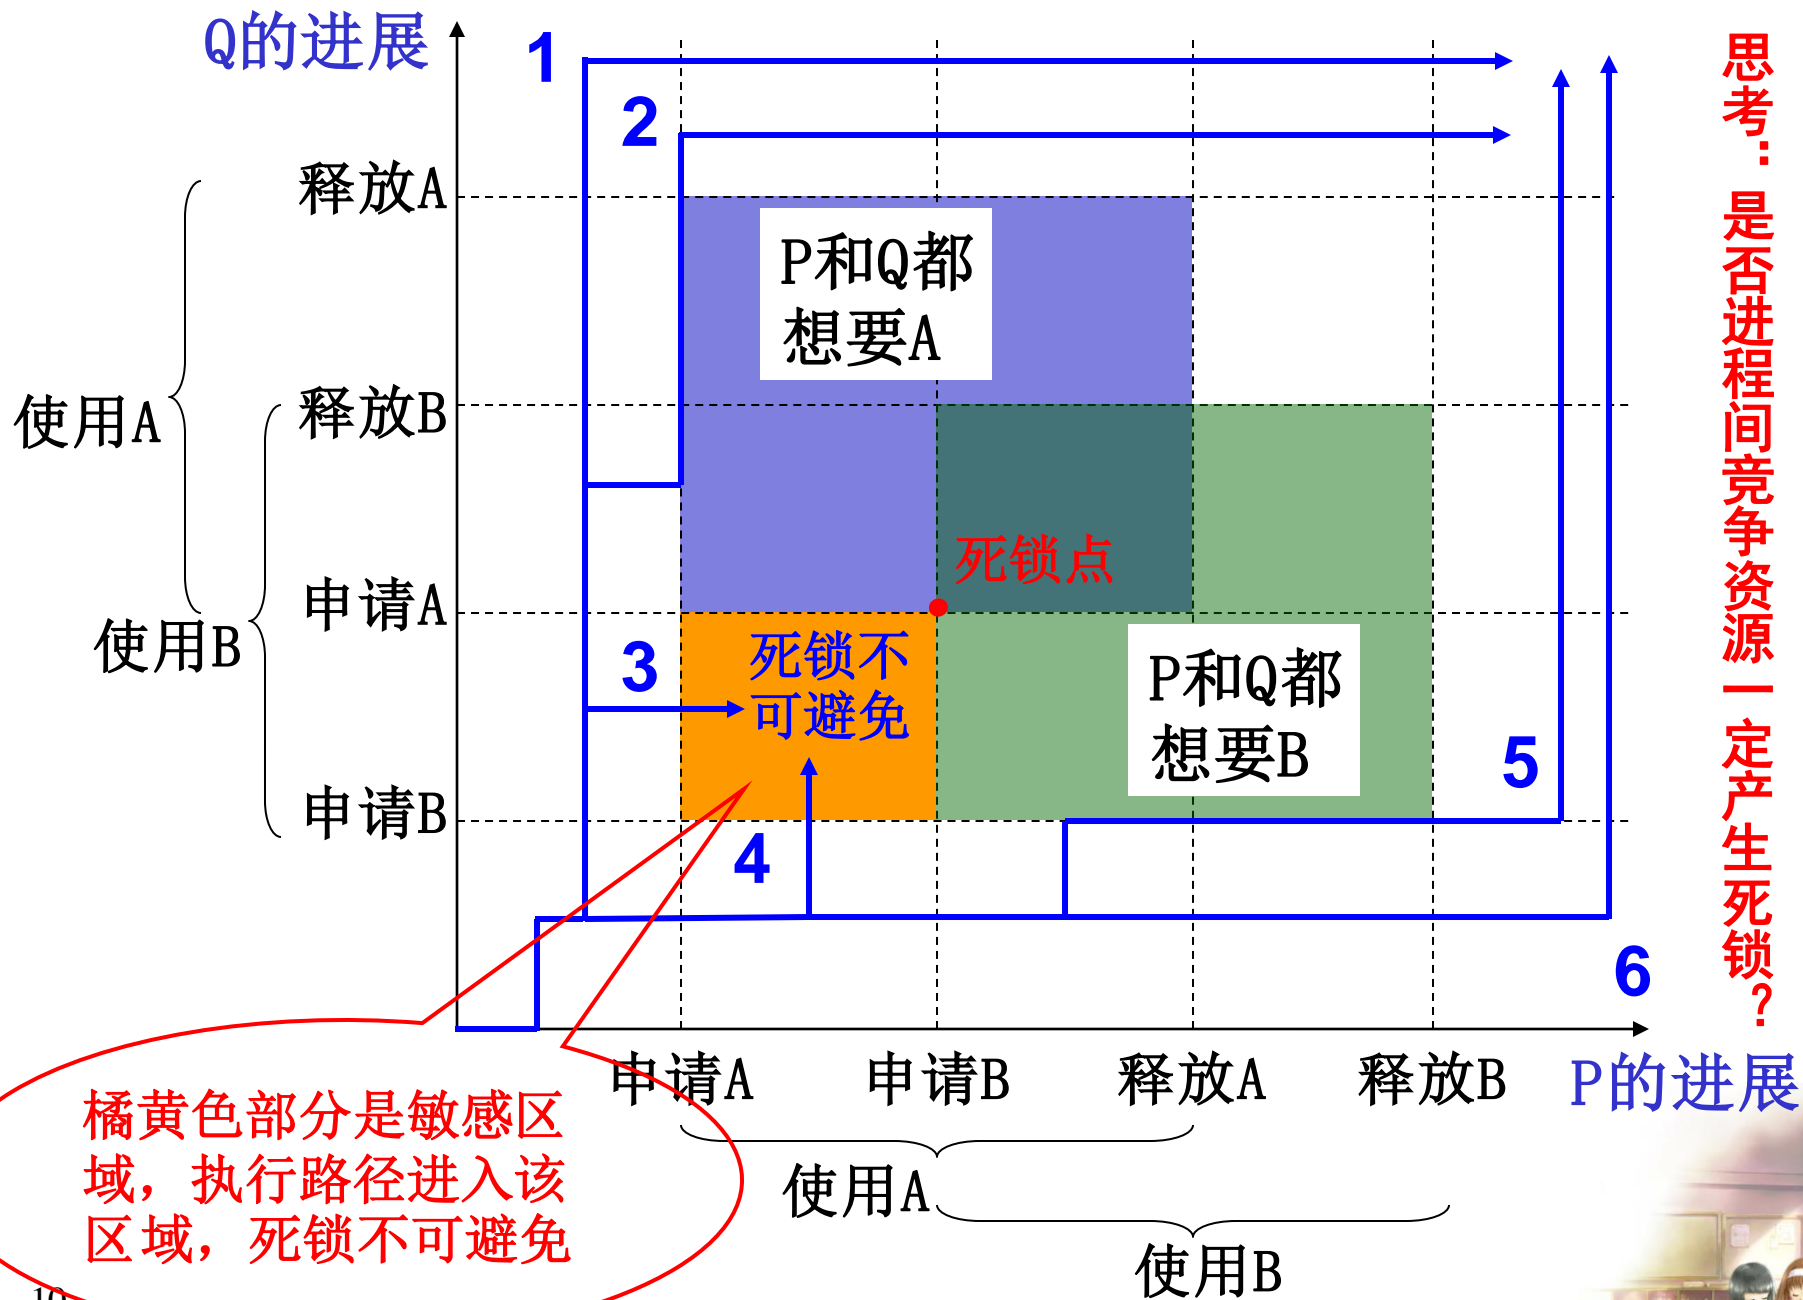 Q的进展
1
2
释放A
P和Q都
想要A
使用A
释放B
死锁点
申请A
使用B
3
死锁不
可避免
P和Q都
想要B
5
申请B
4
6
申请A
申请B
释放A
释放B
P的进展
橘黄色部分是敏感区
域，执行路径进入该
区域，死锁不可避免
使用A
使用B
思考：是否进程间竞争资源一定产生死锁？